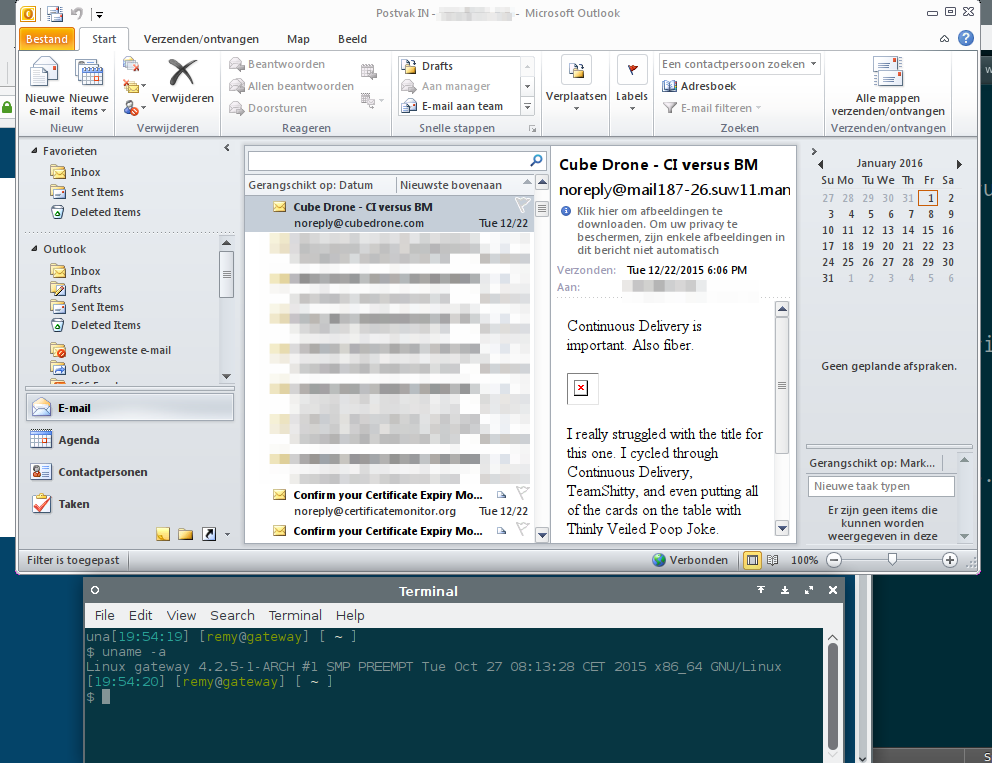 Postvak IN - - Microsoft Outlook
Bestand Start Verzenden/ontvangen Map Beeld
Nieuwe e-mail
Nieuwe items
Nieuw
Verwijderen
Verwijderen
Beantwoorden
Allen beantwoorden
Doorsturen
Reageren
Drafts
Aan manager
E-mail aan team
Snelle stappen
Verplaatsen
Labels
Een contactpersoon zoeken
Adresboek
E-mail filteren
Zoeken
Alle mappen
verzenden/ontvangen
Verzenden/ontvangen
Favorieten
Inbox
Sent Items
Deleted Items
Outlook
Inbox
Drafts
Sent Items
Deleted Items
Ongewenste e-mail
Outbox
E-mail
Agenda
Contactpersonen
Taken
Gerangschikt op: Datum Nieuwste bovenaan
Cube Drone - CI versus BM
noreply@cubedrone.com Tue 12/22
Confirm your Certificate Expiry Mo...
noreply@certificatemonitor.org Tue 12/22
Confirm your Certificate Expiry Mo...
Cube Drone - CI versus BM
noreply@mail187-26.suw11.man
Klik hier om afbeeldingen te
downloaden. Om uw privacy te
beschermen, zijn enkele afbeeldingen in
dit bericht niet automatisch
Verzonden: Tue 12/22/2015 6:06 PM
Aan:
Continuous Delivery is
important. Also fiber.
I really struggled with the title for
this one. I cycled through
Continuous Delivery,
TeamShitty, and even putting all
of the cards on the table with
Thinly Veiled Poop Joke.
January 2016
Su Mo Tu We Th Fr Sa
27 28 29 30 31 1 2
3 4 5 6 7 8 9
10 11 12 13 14 15 16
17 18 19 20 21 22 23
24 25 26 27 28 29 30
31 1 2 3 4 5 6
Geen geplande afspraken.
Gerangschikt op: Mark...
Nieuwe taak typen
Er zijn geen items die
kunnen worden
weergegeven in deze
Filter is toegepast Verbonden 100%
Terminal
File Edit View Search Terminal Help
una[19:54:19] [remy@gateway] [ ~ ]
$ uname -a
Linux gateway 4.2.5-1-ARCH #1 SMP PREEMPT Tue Oct 27 08:13:28 CET 2015 x86_64 GNU/Linux
[19:54:20] [remy@gateway] [ ~ ]
$